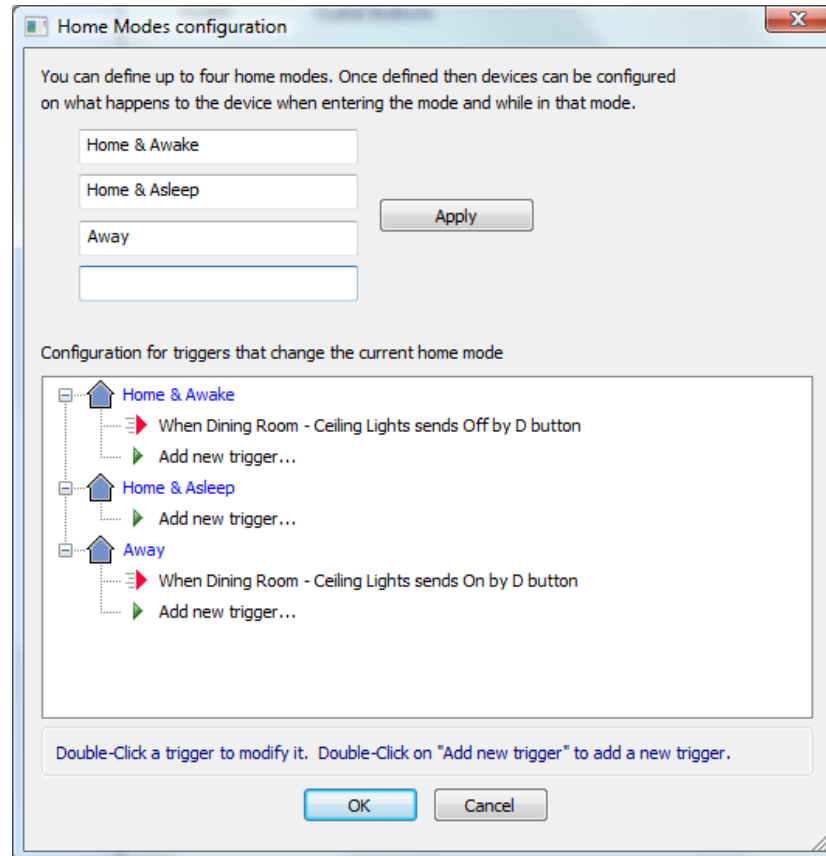 Home Modes configuration
You can define up to four home modes. Once defined then devices can be configured
on what happens to the device when entering the mode and while in that mode.
Home & Awake
Home & Asleep
Apply
Away
Configuration for triggers that change the current home mode
Home & Awake
When Dining Room - Ceiling Lights sends Off by D button
Add new trigger...
Home & Asleep
Add new trigger...
Away
When Dining Room - Ceiling Lights sends On by D button
Add new trigger...
Double-Click a trigger to modify it.  Double-Click on "Add new trigger" to add a new trigger.
OK
Cancel